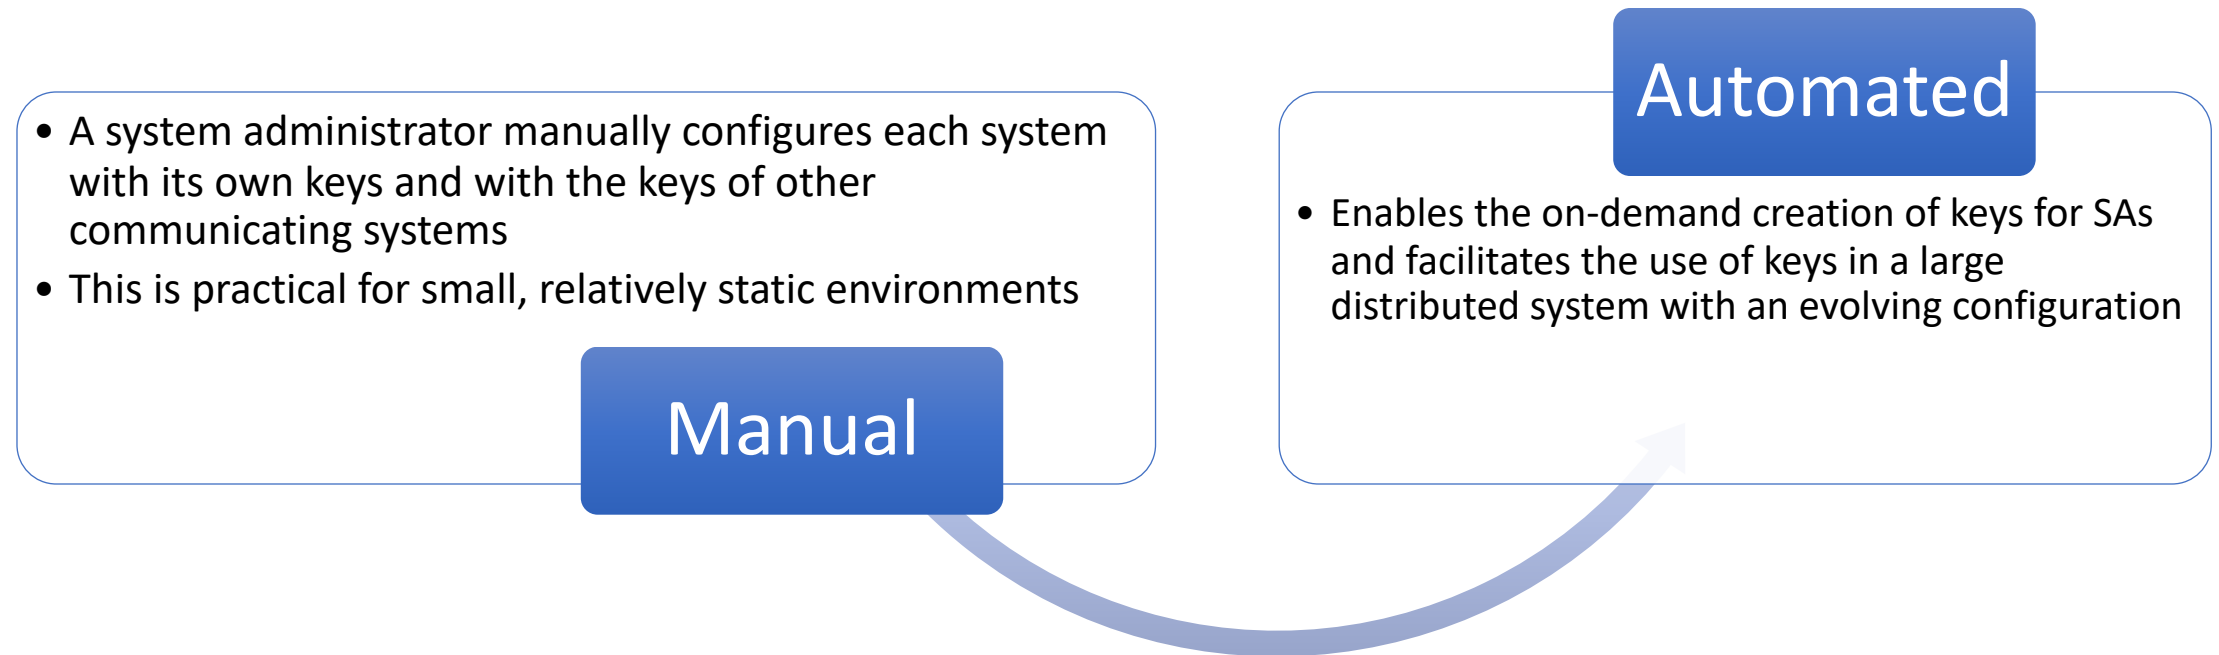 • A system administrator manually configures each system
with its own keys and with the keys of other
communicating systems
• This is practical for small, relatively static environments
Manual
Automated
• Enables the on-demand creation of keys for SAs
and facilitates the use of keys in a large
distributed system with an evolving configuration